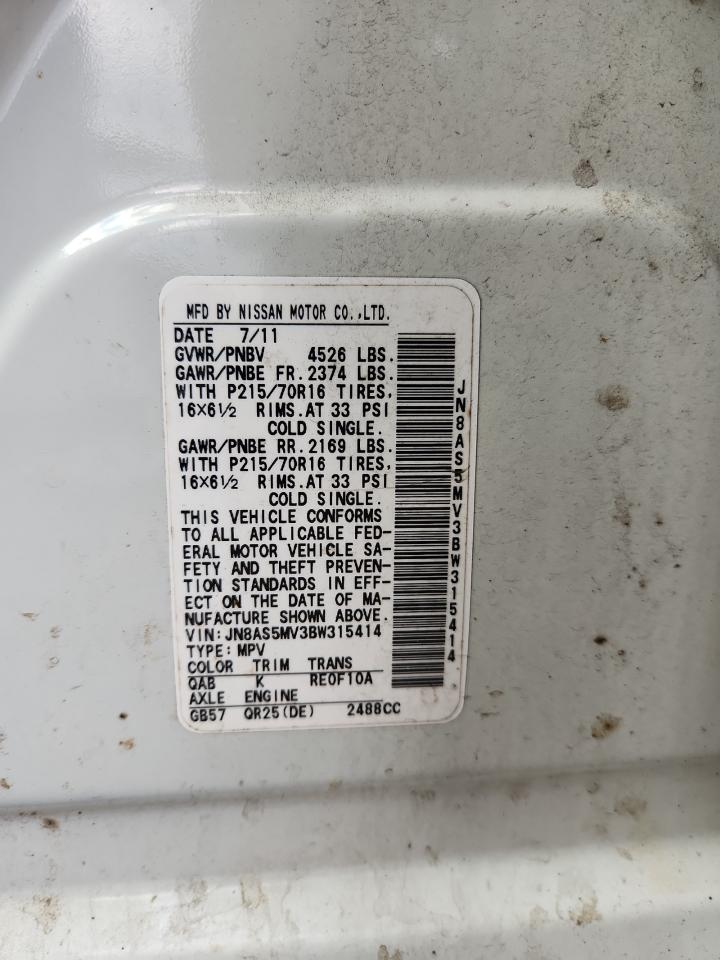 MFD BY NISSAN MOTOR CO.,LTD.
DATE 7/11
GVWR/PNBV 4526 LBS.
GAWR/PNBE FR.2374 LBS.
WITH P215/70R16 TIRES,
16×6½ RIMS.AT 33 PSI
COLD SINGLE.
GAWR/PNBE RR.2169 LBS.
WITH P215/70R16 TIRES,
16×6½ RIMS.AT 33 PSI
COLD SINGLE.
THIS VEHICLE CONFORMS
TO ALL APPLICABLE FED-
ERAL MOTOR VEHICLE SA-
FETY AND THEFT PREVEN-
TION STANDARDS IN EFF-
ECT ON THE DATE OF MA-
NUFACTURE SHOWN ABOVE.
VIN:JN8AS5MV3BW315414
TYPE:MPV
COLOR TRIM TRANS
QAB K RE0F10A
AXLE ENGINE
GB57 QR25(DE) 2488CC
JN8AS5MV3BW315414